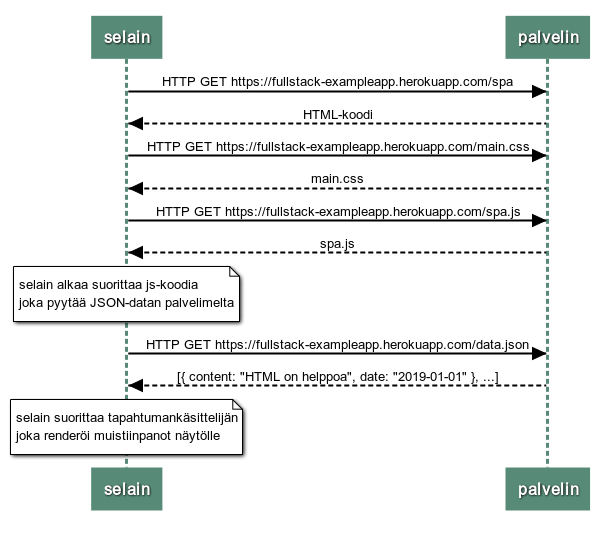 selain palvelin
HTTP GET https://fullstack-exampleapp.herokuapp.com/spa
HTML-koodi
HTTP GET https://fullstack-exampleapp.herokuapp.com/main.css
main.css
HTTP GET https://fullstack-exampleapp.herokuapp.com/spa.js
spa.js
selain alkaa suorittaa js-koodia
joka pyytää JSON-datan palvelimelta
HTTP GET https://fullstack-exampleapp.herokuapp.com/data.json
[{ content: "HTML on helppoa", date: "2019-01-01" }, ...]
selain suorittaa tapahtumankäsittelijän
joka renderöi muistiinpanot näytölle
selain palvelin